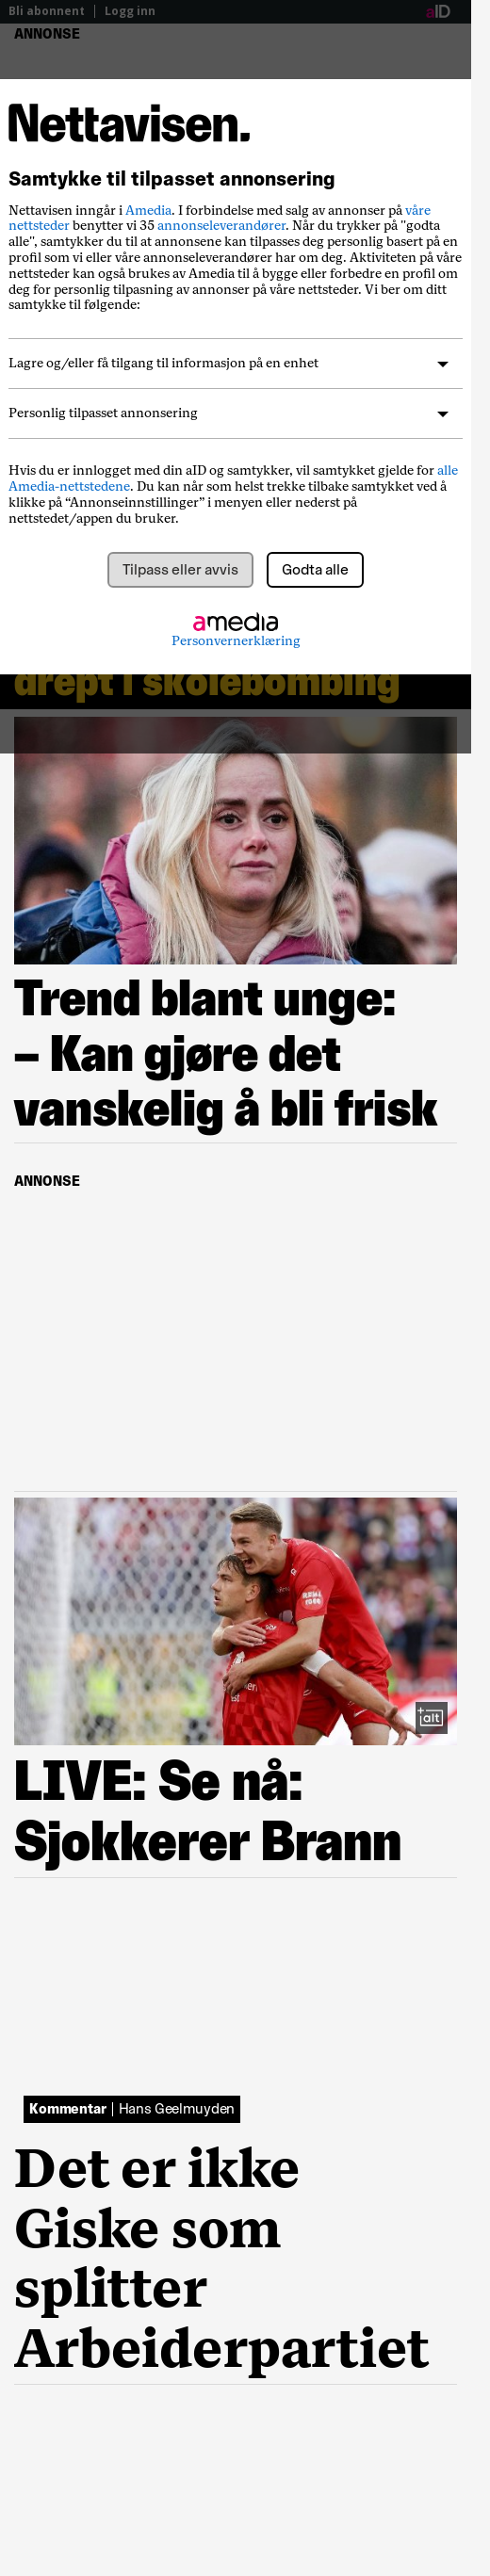 Bli abonnent | Logg inn
aID
ANNONSE
Nettavisen.
Samtykke til tilpasset annonsering
Nettavisen inngår i Amedia. I forbindelse med salg av annonser på våre
nettsteder benytter vi 35 annonseleverandører. Når du trykker på "godta
alle", samtykker du til at annonsene kan tilpasses deg personlig basert på en
profil som vi eller våre annonseleverandører har om deg. Aktiviteten på våre
nettsteder kan også brukes av Amedia til å bygge eller forbedre en profil om
deg for personlig tilpasning av annonser på våre nettsteder. Vi ber om ditt
samtykke til følgende:
Lagre og/eller få tilgang til informasjon på en enhet
Personlig tilpasset annonsering
Hvis du er innlogget med din aID og samtykker, vil samtykket gjelde for alle
Amedia-nettstedene. Du kan når som helst trekke tilbake samtykket ved å
klikke på “Annonseinnstillinger” i menyen eller nederst på
nettstedet/appen du bruker.
Tilpass eller avvis
Godta alle
amedia
Personvernerklæring
drept i skolebombing
Trend blant unge:
– Kan gjøre det
vanskelig å bli frisk
ANNONSE
+alt
LIVE: Se nå:
Sjokkerer Brann
Kommentar | Hans Geelmuyden
Det er ikke
Giske som
splitter
Arbeiderpartiet